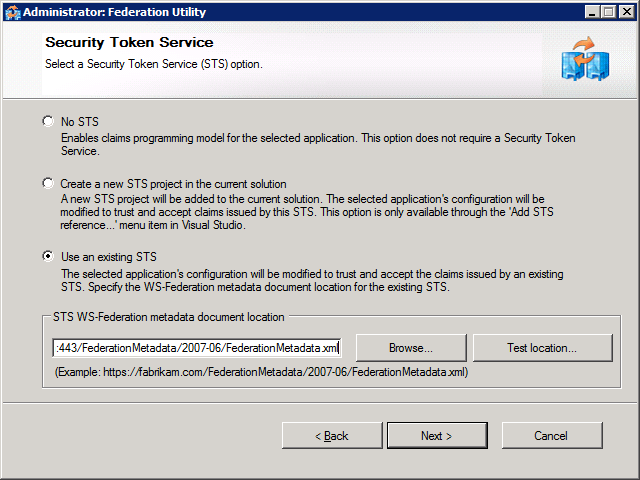 Administrator: Federation Utility
Security Token Service
Select a Security Token Service (STS) option.
No STS
Enables claims programming model for the selected application. This option does not require a Security Token
Service.
Create a new STS project in the current solution
A new STS project will be added to the current solution. The selected application's configuration will be
modified to trust and accept claims issued by this STS. This option is only available through the 'Add STS
reference...' menu item in Visual Studio.
Use an existing STS
The selected application's configuration will be modified to trust and accept the claims issued by an existing
STS. Specify the WS-Federation metadata document location for the existing STS.
STS WS-Federation metadata document location
:443/FederationMetadata/2007-06/FederationMetadata.xml
Browse...
Test location...
(Example: https://fabrikam.com/FederationMetadata/2007-06/FederationMetadata.xml)
< Back
Next >
Cancel